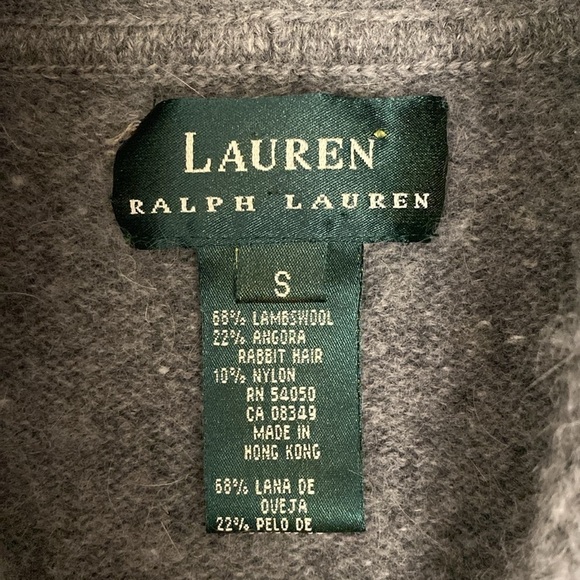 LAUREN
RALPH LAUREN
S
68% LAMBSWOOL
22% ANGORA
RABBIT HAIR
10% NYLON
RN 54050
CA 08349
MADE IN
HONG KONG
68% LANA DE
OVEJA
22% PELO DE